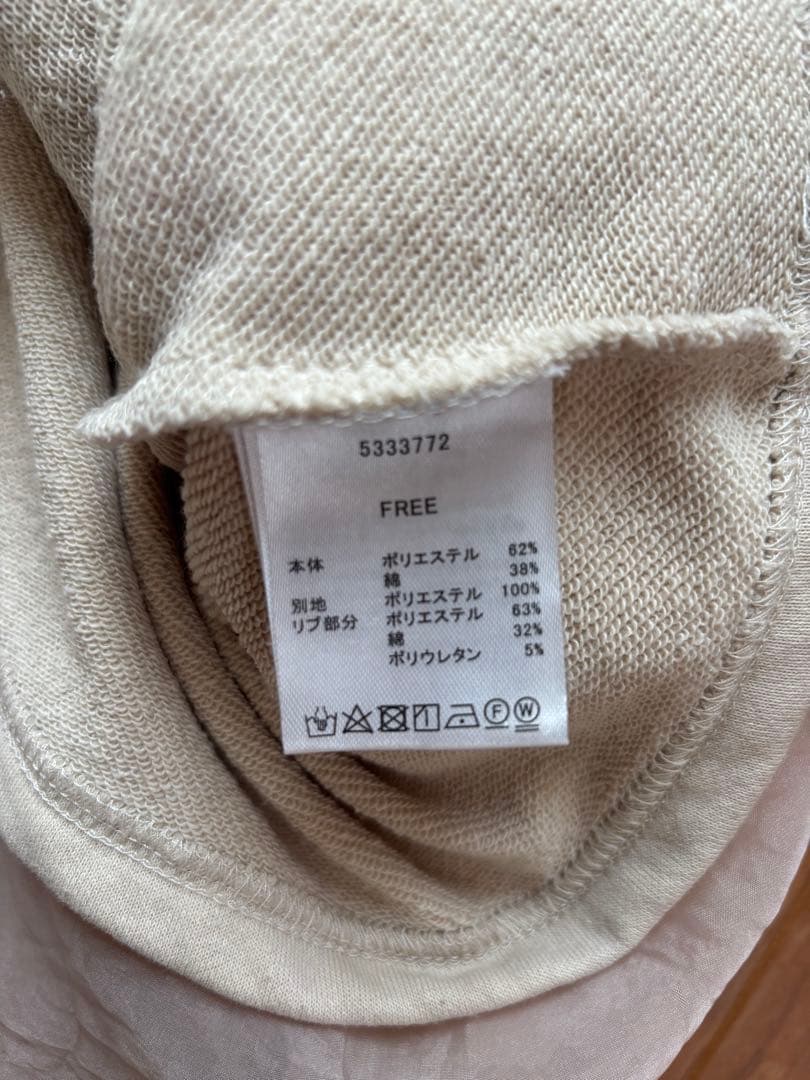 5333772
FREE
本体 ポリエステル 62%
綿 38%
別地 ポリエステル 100%
リブ部分 ポリエステル 63%
綿 32%
ポリウレタン 5%
F W